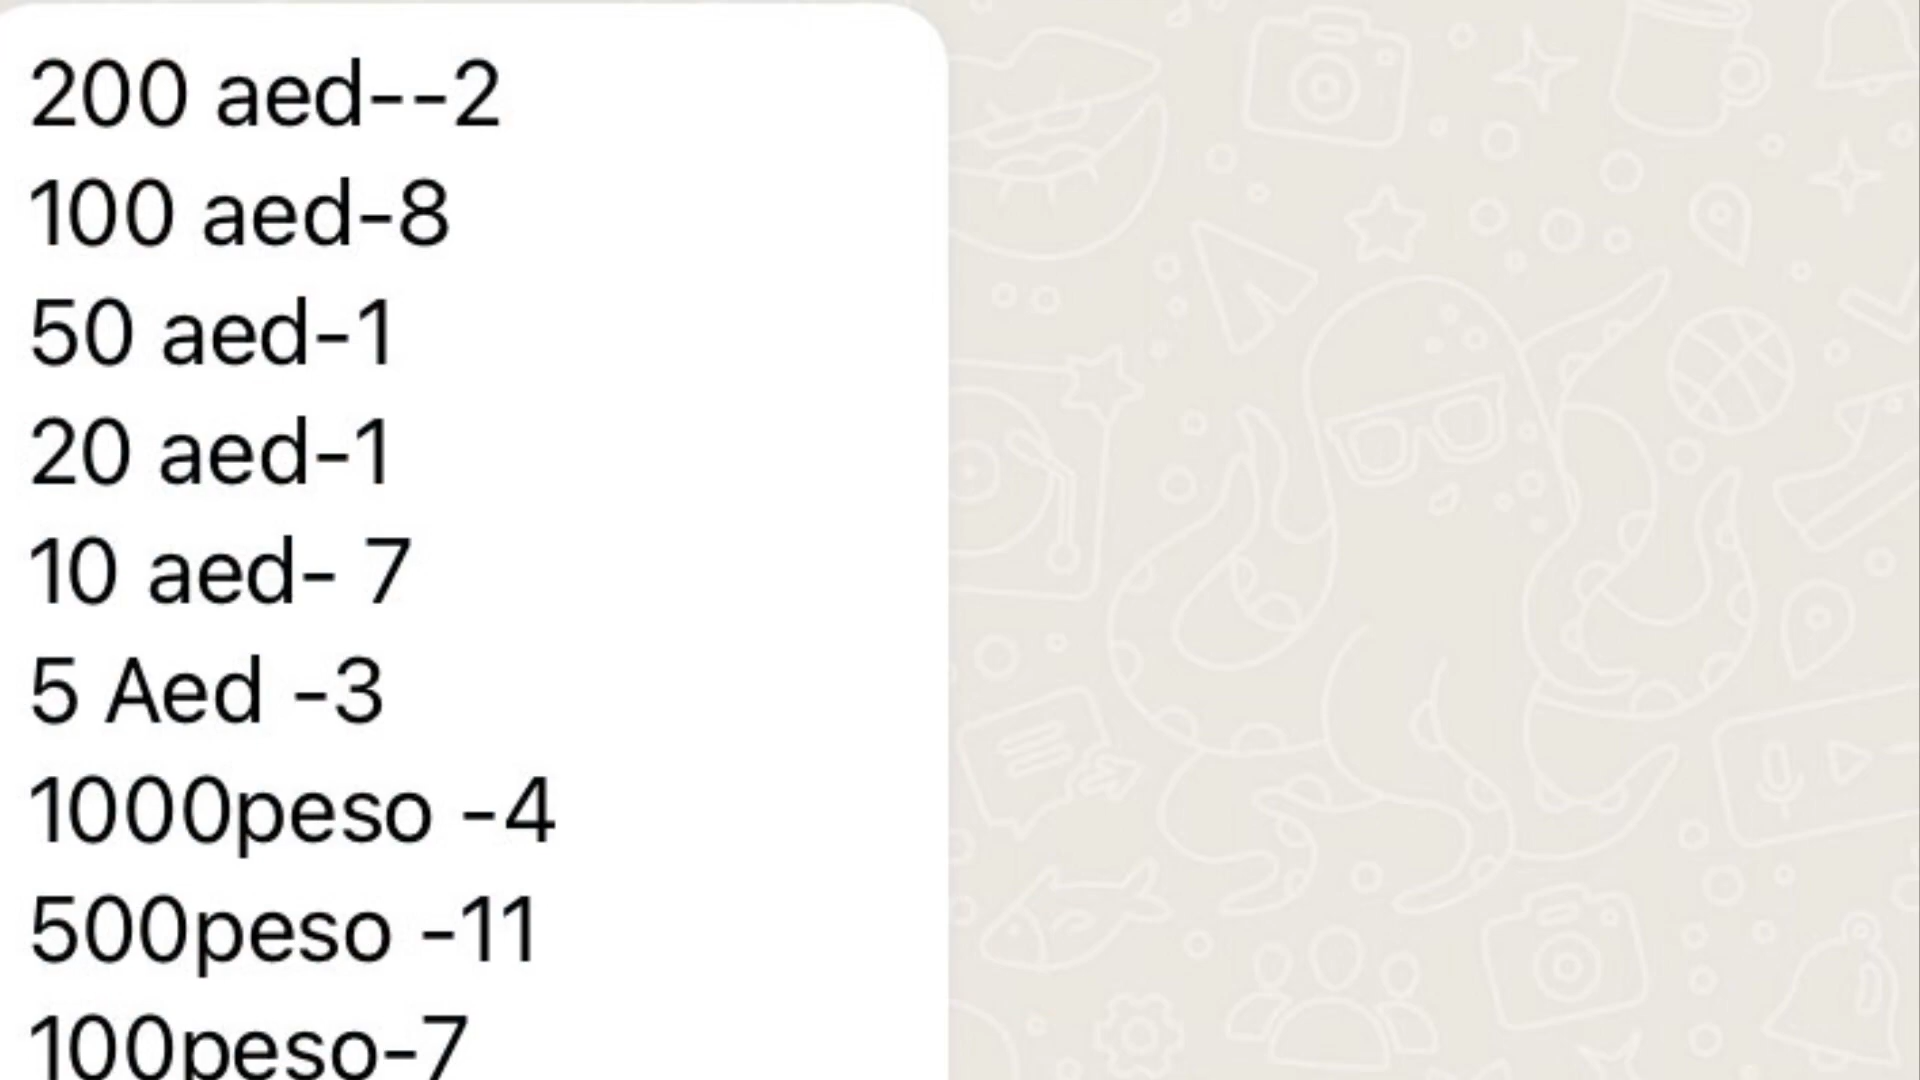 200 aed--2
100 aed-8
50 aed-1
20 aed-1
10 aed- 7
5 Aed -3
1000peso -4
500peso -11
100peso-7